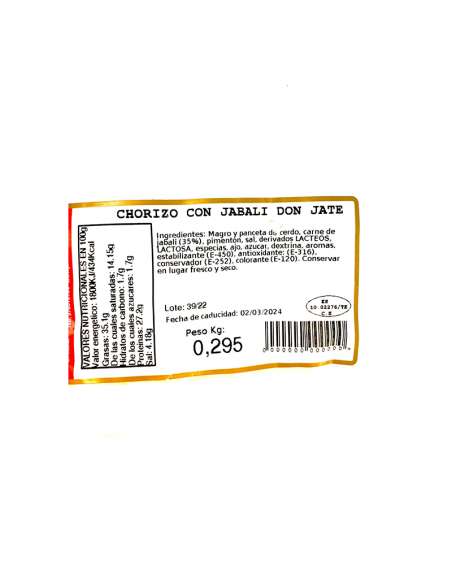 CHORIZO CON JABALI DON JATE
Ingredientes: Magro y panceta de cerdo, carne de
jabalí (35%), pimentón, sal, derivados LACTEOS,
LACTOSA, especias, ajo, azucar, dextrina, aromas,
estabilizante (E-450), antioxidante: (E-316),
conservador (E-252), colorante (E-120). Conservar
en lugar fresco y seco.
VALORES NUTRICIONALES EN 100g
Valor energético: 1800KJ/434Kcal
Grasas: 35.1g
De las cuales saturadas: 14.15g
Hidratos de carbono: 1.7g
De los cuales azucares: 1.7g
Proteinas: 27.2g
Sal: 4.18g
Lote: 39/22
Fecha de caducidad: 02/03/2024
Peso Kg:
0,295
ES
10.02276/TE
C E